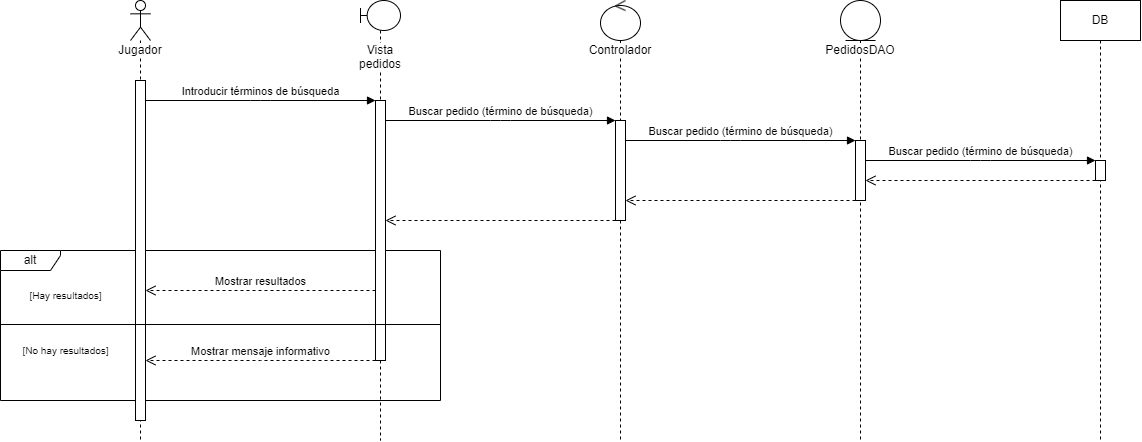 Jugador
Vista
pedidos
Controlador
PedidosDAO
DB
Introducir términos de búsqueda
Buscar pedido (término de búsqueda)
Buscar pedido (término de búsqueda)
Buscar pedido (término de búsqueda)
alt
Mostrar resultados
[Hay resultados]
[No hay resultados]
Mostrar mensaje informativo